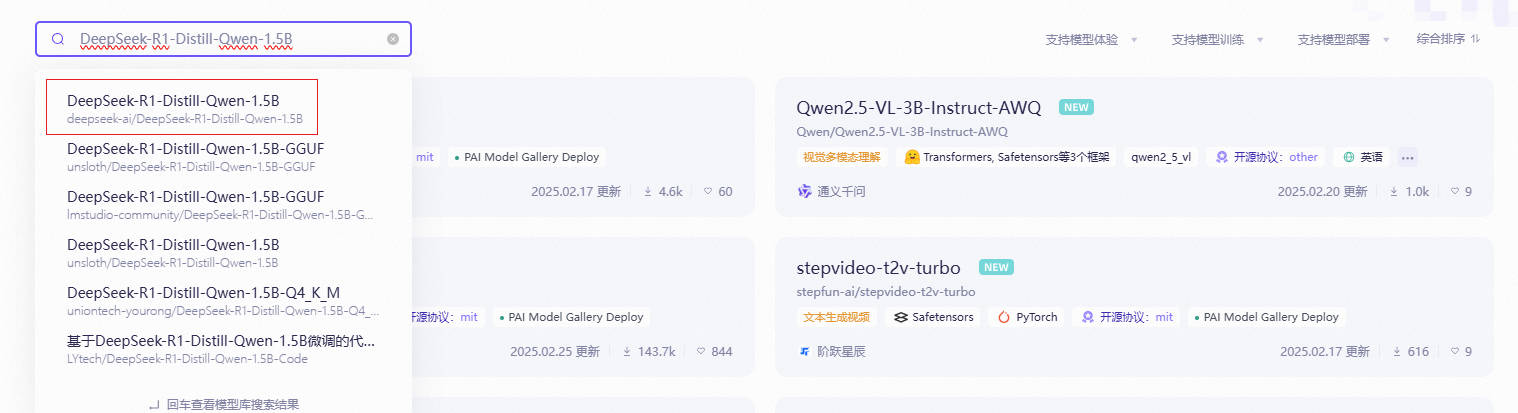 DeepSeek-R1-Distill-Qwen-1.5B
支持模型体验
支持模型训练
支持模型部署
综合排序
DeepSeek-R1-Distill-Qwen-1.5B
deepseek-ai/DeepSeek-R1-Distill-Qwen-1.5B
DeepSeek-R1-Distill-Qwen-1.5B-GGUF
unsloth/DeepSeek-R1-Distill-Qwen-1.5B-GGUF
DeepSeek-R1-Distill-Qwen-1.5B-GGUF
lmstudio-community/DeepSeek-R1-Distill-Qwen-1.5B-G...
DeepSeek-R1-Distill-Qwen-1.5B
unsloth/DeepSeek-R1-Distill-Qwen-1.5B
DeepSeek-R1-Distill-Qwen-1.5B-Q4_K_M
uniontech-yourong/DeepSeek-R1-Distill-Qwen-1.5B-Q4_...
基于DeepSeek-R1-Distill-Qwen-1.5B微调的代...
LYtech/DeepSeek-R1-Distill-Qwen-1.5B-Code
回车查看模型库搜索结果
mit PAI Model Gallery Deploy
2025.02.17 更新 4.6k 60
Qwen2.5-VL-3B-Instruct-AWQ NEW
Qwen/Qwen2.5-VL-3B-Instruct-AWQ
视觉多模态理解 Transformers, Safetensors等3个框架 qwen2_5_vl 开源协议: other 英语 ...
通义千问 2025.02.20 更新 1.0k 9
开源协议: mit PAI Model Gallery Deploy
2025.02.25 更新 143.7k 844
stepvideo-t2v-turbo NEW
stepfun-ai/stepvideo-t2v-turbo
文本生成视频 Safetensors PyTorch 开源协议: mit PAI Model Gallery Deploy
阶跃星辰 2025.02.17 更新 616 9